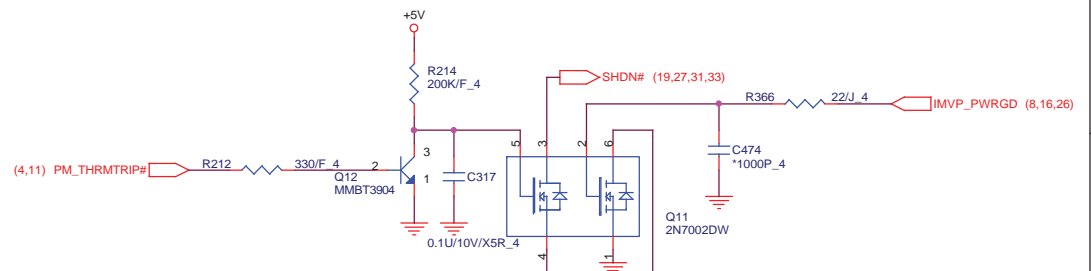 +5V
R214
200K/F_4
SHDN# (19,27,31,33)
R366
22/J_4
IMVP_PWRGD (8,16,26)
5
3
2
6
(4,11) PM_THRMTRIP#
R212
330/F_4
2
3
1
Q12
MMBT3904
C317
0.1U/10V/X5R_4
C474
*1000P_4
Q11
2N7002DW
4
1